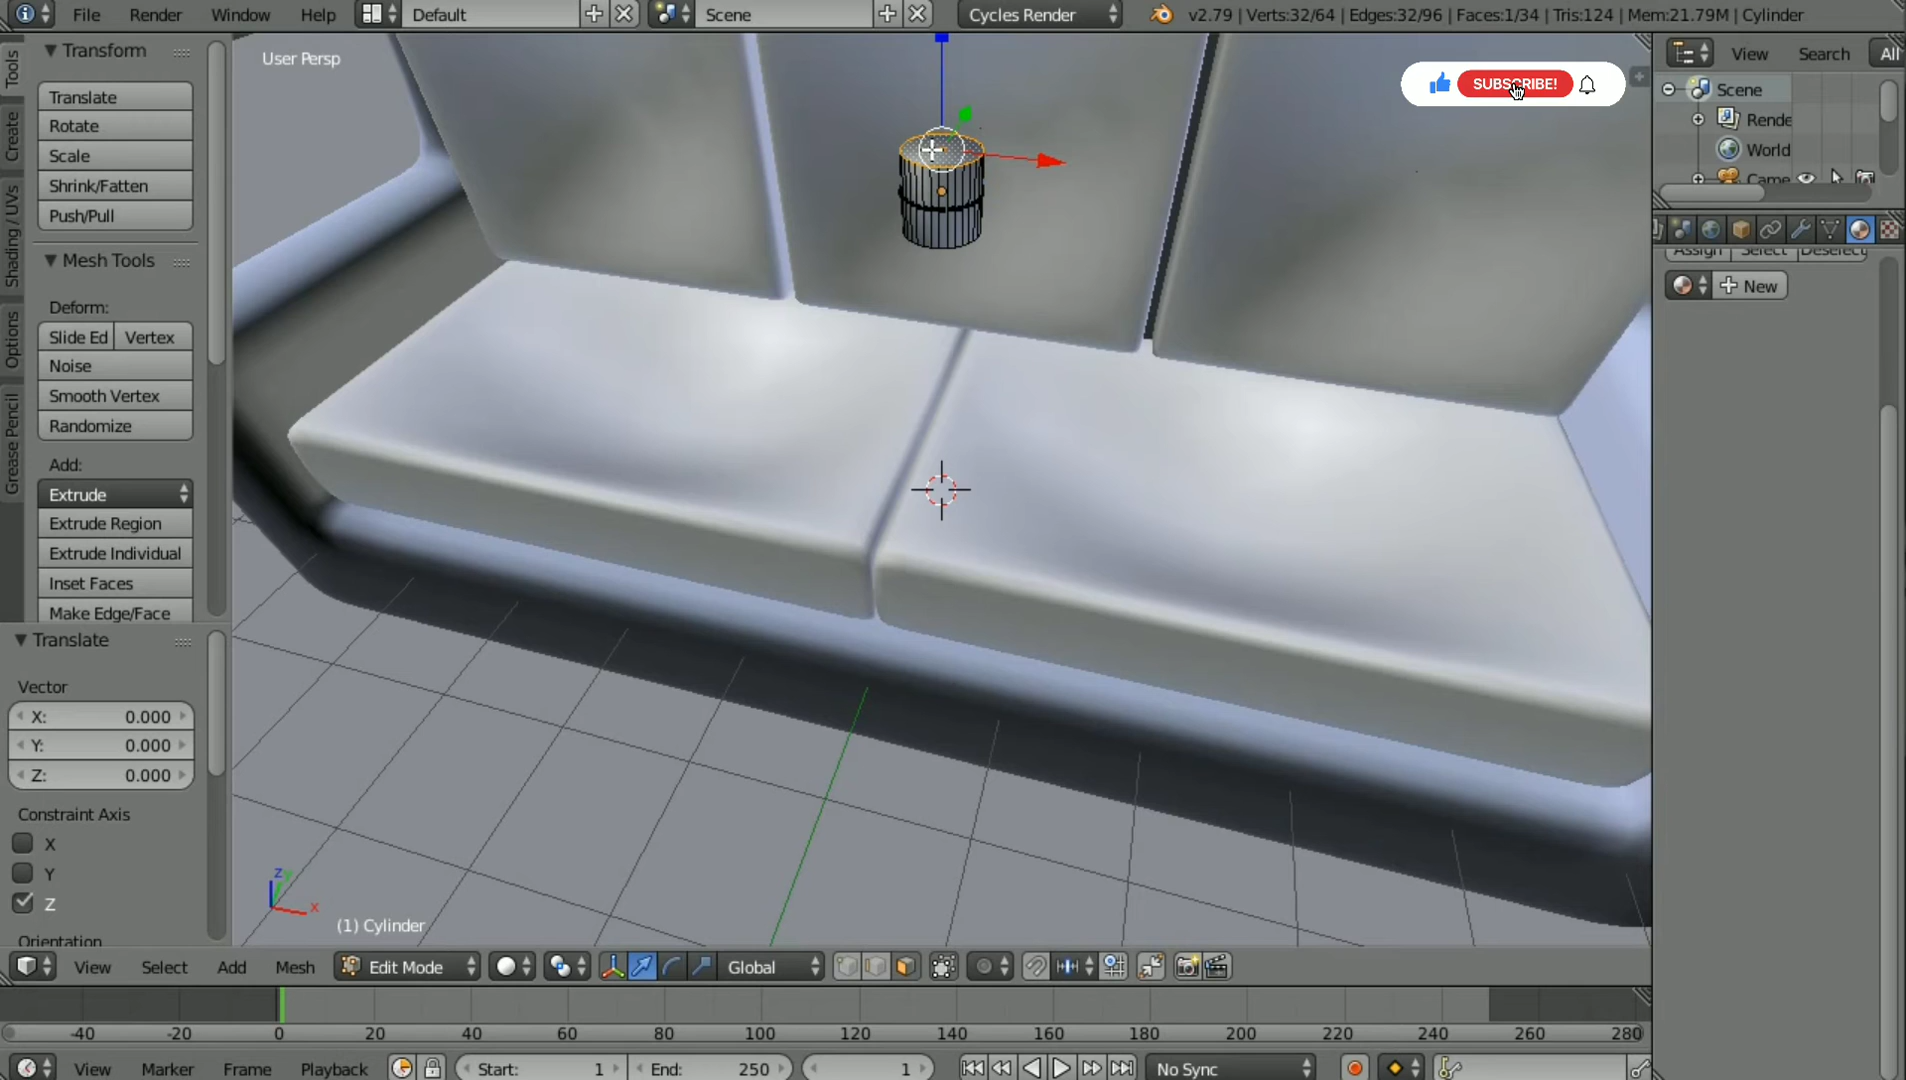 File Render Window Help Default Scene Cycles Render v2.79 | Verts:32/64 | Edges:32/96 | Faces:1/34 | Tris:124 | Mem:21.79M | Cylinder
Tools
Create
Shading / UVs
Options
Grease Pencil
Transform
Translate
Rotate
Scale
Shrink/Fatten
Push/Pull
Mesh Tools
Deform:
Slide Ed Vertex
Noise
Smooth Vertex
Randomize
Add:
Extrude
Extrude Region
Extrude Individual
Inset Faces
Make Edge/Face
Translate
Vector
X: 0.000
Y: 0.000
Z: 0.000
Constraint Axis
X
Y
Z
Orientation
User Persp
SUBSCRIBE!
z
x
(1) Cylinder
View Search All
Scene
Rende
World
Came
Assign Select Deselect
New
View Select Add Mesh Edit Mode Global
-40 -20 0 20 40 60 80 100 120 140 160 180 200 220 240 260 280
View Marker Frame Playback Start: 1 End: 250 1 No Sync